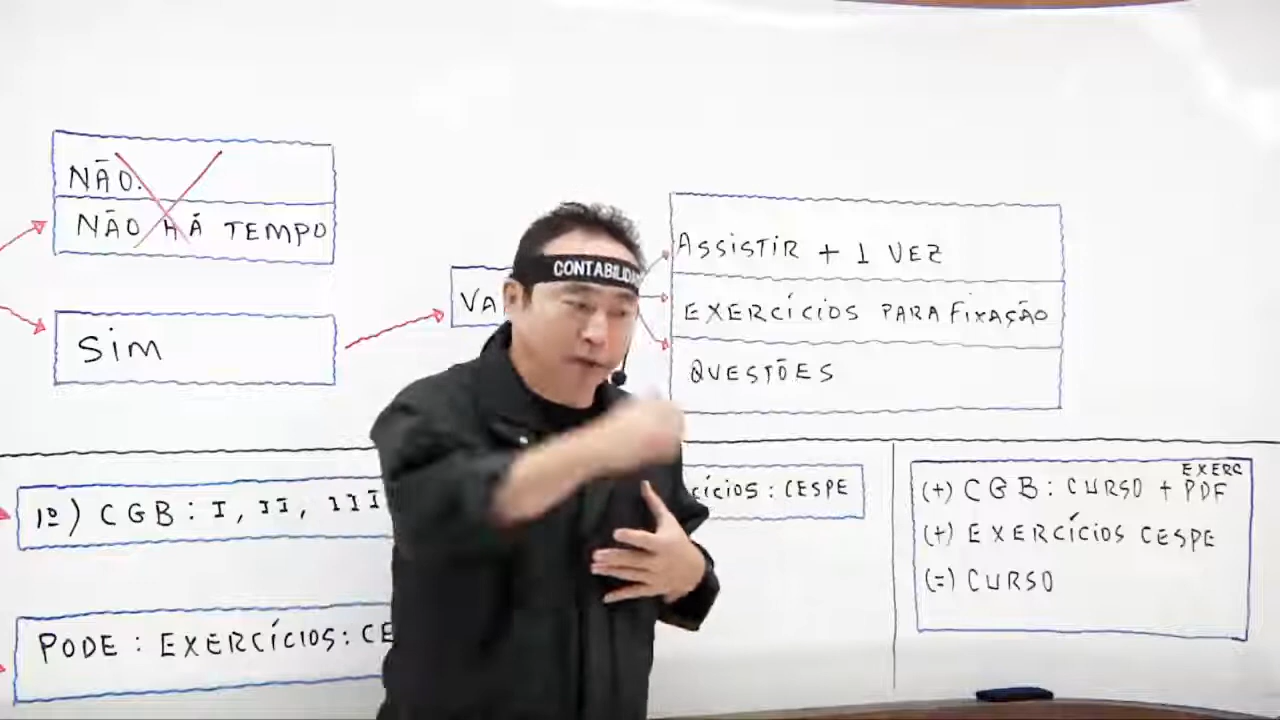 NÃO.
NÃO HÁ TEMPO
SIM
VA
CONTABILIDA
ASSISTIR + 1 VEZ
EXERCÍCIOS PARA FIXAÇÃO
QUESTÕES
1º) CGB: I, II, III
CÍCIOS: CESPE
PODE: EXERCÍCIOS: CE
EXERC
(+) CGB: CURSO + PDF
(+) EXERCÍCIOS CESPE
(=) CURSO